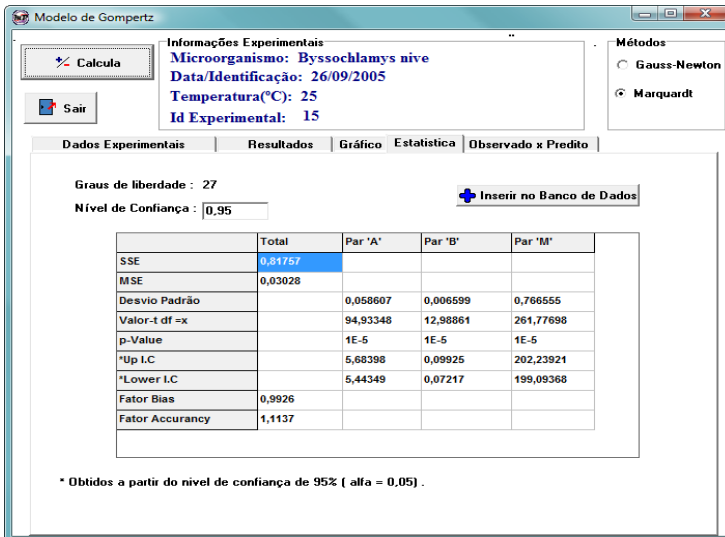 Modelo de Gompertz
Calcula
Sair
Informações Experimentais
Microorganismo: Byssochlamys nive
Data/Identificação: 26/09/2005
Temperatura(ºC): 25
Id Experimental: 15
Métodos
Gauss-Newton
Marquardt
Dados Experimentais Resultados Gráfico Estatistica Observado x Predito
Graus de liberdade : 27
Nível de Confiança : 0,95
Inserir no Banco de Dados
Total Par 'A' Par 'B' Par 'M'
SSE 0,81757
MSE 0,03028
Desvio Padrão 0,058607 0,006599 0,766555
Valor-t df =x 94,93348 12,98861 261,77698
p-Value 1E-5 1E-5 1E-5
*Up I.C 5,68398 0,09925 202,23921
*Lower I.C 5,44349 0,07217 199,09368
Fator Bias 0,9926
Fator Accurancy 1,1137
* Obtidos a partir do nivel de confiança de 95% ( alfa = 0,05) .